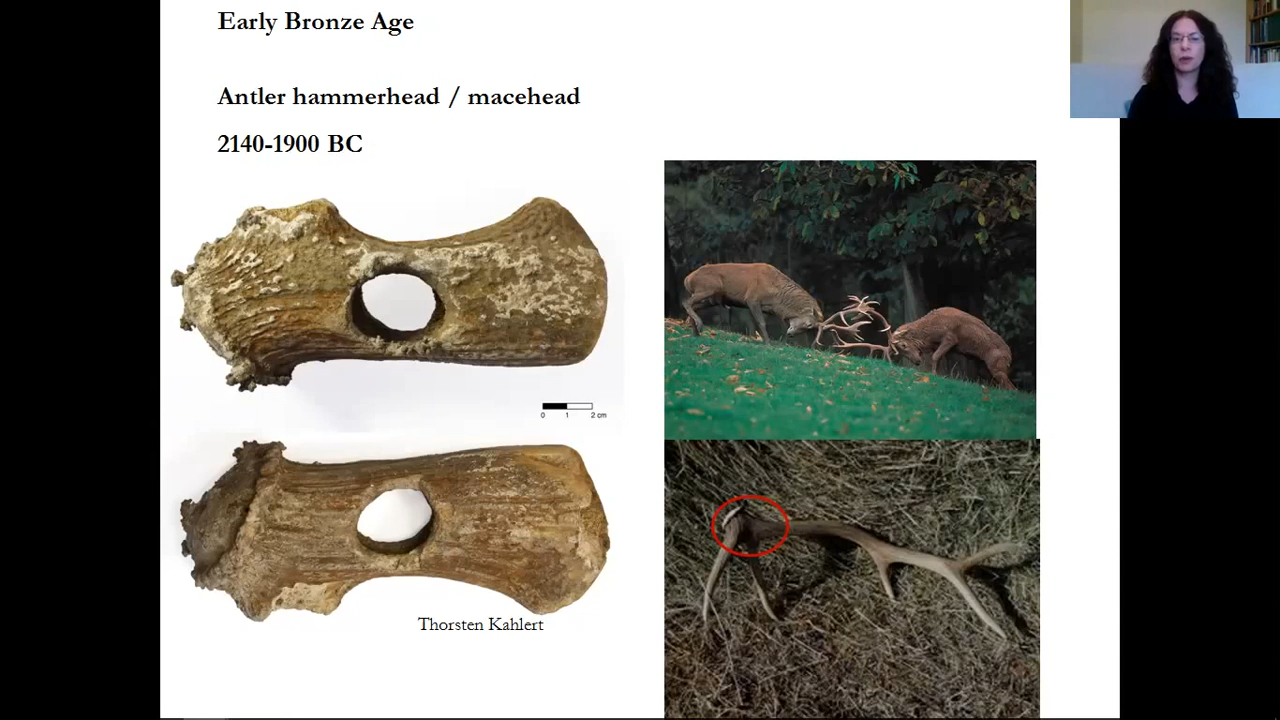 Early Bronze Age
Antler hammerhead / macehead
2140-1900 BC
0 1 2 cm
Thorsten Kahlert